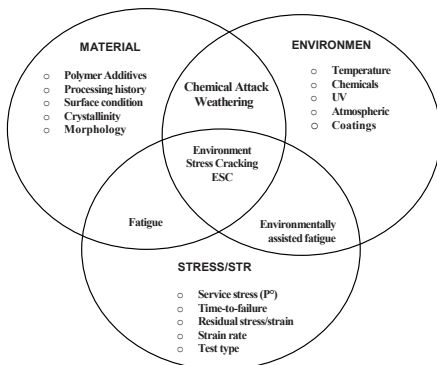 MATERIAL
o Polymer Additives
o Processing history
o Surface condition
o Crystallinity
o Morphology
ENVIRONMEN
o Temperature
o Chemicals
o UV
o Atmospheric
o Coatings
Chemical Attack
Weathering
Environment
Stress Cracking
ESC
Fatigue
Environmentally
assisted fatigue
STRESS/STR
o Service stress (P°)
o Time-to-failure
o Residual stress/strain
o Strain rate
o Test type